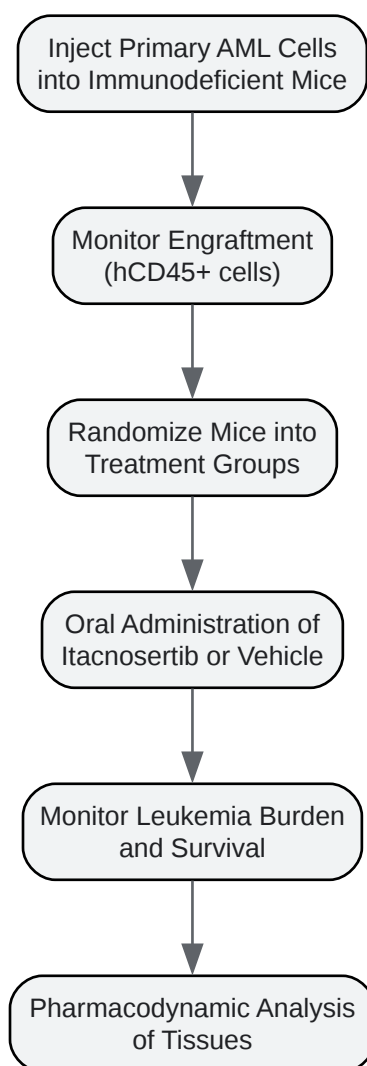 Inject Primary AML Cells
into Immunodeficient Mice
Monitor Engraftment
(hCD45+ cells)
Randomize Mice into
Treatment Groups
Oral Administration of
Itacnosertib or Vehicle
Monitor Leukemia Burden
and Survival
Pharmacodynamic Analysis
of Tissues